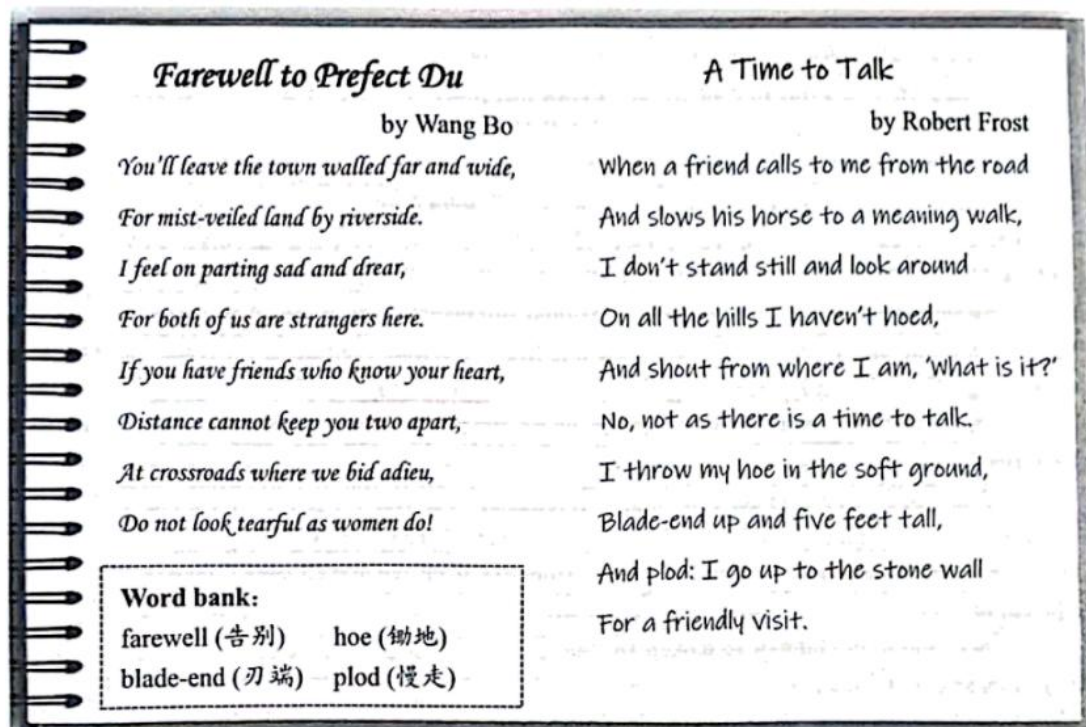 Farewell to Prefect Du
by Wang Bo
You'll leave the town walled far and wide,
For mist-veiled land by riverside.
I feel on parting sad and drear,
For both of us are strangers here.
If you have friends who know your heart,
Distance cannot keep you two apart,
At crossroads where we bid adieu,
Do not look tearful as women do!
Word bank:
farewell (告别) hoe (锄地)
blade-end (刃端) plod (慢走)
A Time to Talk
by Robert Frost
When a friend calls to me from the road
And slows his horse to a meaning walk,
I don't stand still and look around
On all the hills I haven't hoed,
And shout from where I am, 'What is it?'
No, not as there is a time to talk.
I throw my hoe in the soft ground,
Blade-end up and five feet tall,
And plod: I go up to the stone wall
For a friendly visit.